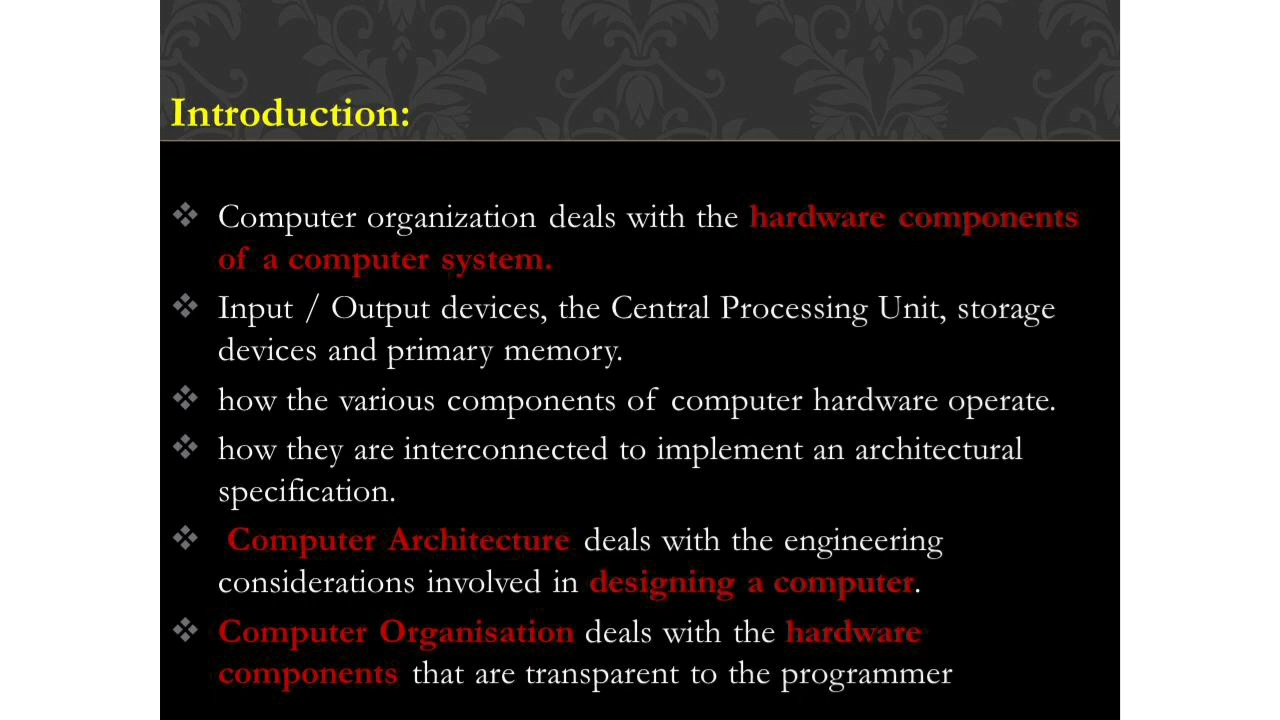 Introduction:
Computer organization deals with the hardware components
of a computer system.
Input / Output devices, the Central Processing Unit, storage
devices and primary memory.
how the various components of computer hardware operate.
how they are interconnected to implement an architectural
specification.
Computer Architecture deals with the engineering
considerations involved in designing a computer.
Computer Organisation deals with the hardware
components that are transparent to the programmer